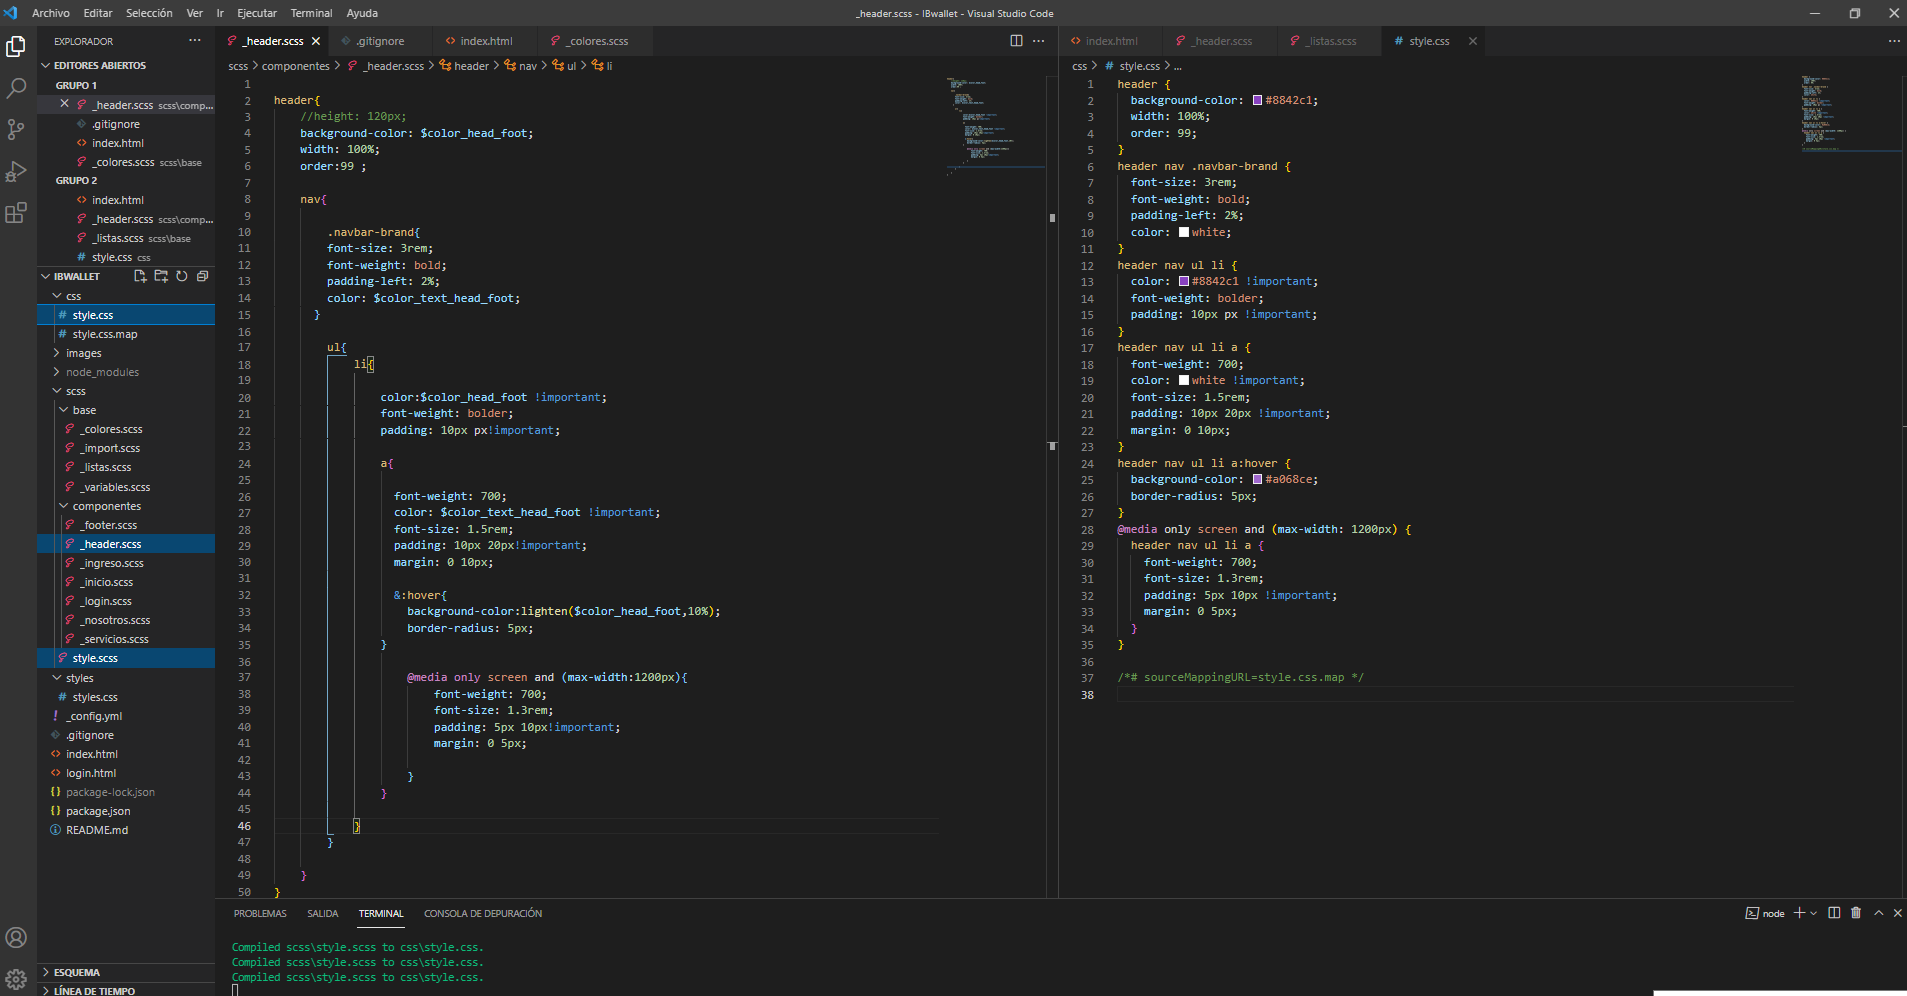 Archivo Editar Selección Ver Ir Ejecutar Terminal Ayuda
_header.scss - IBwallet - Visual Studio Code
EXPLORADOR ···
EDITORES ABIERTOS
GRUPO 1
_header.scss scss\comp...
.gitignore
index.html
_colores.scss scss\base
GRUPO 2
index.html
_header.scss scss\comp...
_listas.scss scss\base
# style.css css
IBWALLET
css
# style.css
# style.css.map
images
node_modules
scss
base
_colores.scss
_import.scss
_listas.scss
_variables.scss
componentes
_footer.scss
_header.scss
_ingreso.scss
_inicio.scss
_login.scss
_nosotros.scss
_servicios.scss
style.scss
styles
# styles.css
! _config.yml
.gitignore
index.html
login.html
package-lock.json
package.json
README.md
ESQUEMA
LÍNEA DE TIEMPO
_header.scss .gitignore index.html _colores.scss
scss > componentes > _header.scss > header > nav > ul > li
1
2 header{
3 //height: 120px;
4 background-color: $color_head_foot;
5 width: 100%;
6 order:99 ;
7
8 nav{
9
10 .navbar-brand{
11 font-size: 3rem;
12 font-weight: bold;
13 padding-left: 2%;
14 color: $color_text_head_foot;
15 }
16
17 ul{
18 li{
19
20 color:$color_head_foot !important;
21 font-weight: bolder;
22 padding: 10px px!important;
23
24 a{
25
26 font-weight: 700;
27 color: $color_text_head_foot !important;
28 font-size: 1.5rem;
29 padding: 10px 20px!important;
30 margin: 0 10px;
31
32 &:hover{
33 background-color:lighten($color_head_foot,10%);
34 border-radius: 5px;
35 }
36
37 @media only screen and (max-width:1200px){
38 font-weight: 700;
39 font-size: 1.3rem;
40 padding: 5px 10px!important;
41 margin: 0 5px;
42
43 }
44 }
45
46 }
47 }
48
49 }
50 }
index.html _header.scss _listas.scss # style.css
css > # style.css > ...
1 header {
2 background-color: #8842c1;
3 width: 100%;
4 order: 99;
5 }
6 header nav .navbar-brand {
7 font-size: 3rem;
8 font-weight: bold;
9 padding-left: 2%;
10 color: white;
11 }
12 header nav ul li {
13 color: #8842c1 !important;
14 font-weight: bolder;
15 padding: 10px px !important;
16 }
17 header nav ul li a {
18 font-weight: 700;
19 color: white !important;
20 font-size: 1.5rem;
21 padding: 10px 20px !important;
22 margin: 0 10px;
23 }
24 header nav ul li a:hover {
25 background-color: #a068ce;
26 border-radius: 5px;
27 }
28 @media only screen and (max-width: 1200px) {
29 header nav ul li a {
30 font-weight: 700;
31 font-size: 1.3rem;
32 padding: 5px 10px !important;
33 margin: 0 5px;
34 }
35 }
36
37 /*# sourceMappingURL=style.css.map */
38
PROBLEMAS SALIDA TERMINAL CONSOLA DE DEPURACIÓN
node
Compiled scss\style.scss to css\style.css.
Compiled scss\style.scss to css\style.css.
Compiled scss\style.scss to css\style.css.